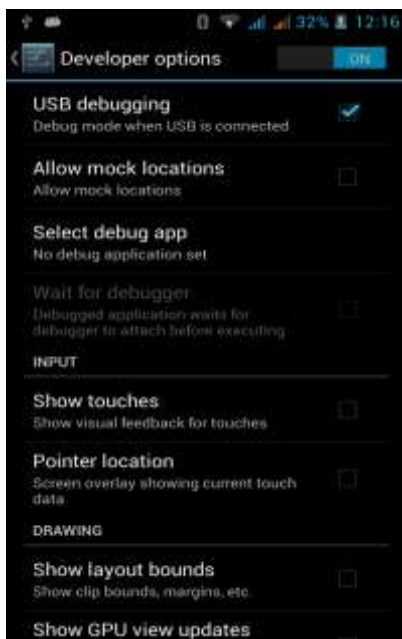 32% 12:16
Developer options ON
USB debugging
Debug mode when USB is connected
Allow mock locations
Allow mock locations
Select debug app
No debug application set
Wait for debugger
Debugged application waits for
debugger to attach before executing
INPUT
Show touches
Show visual feedback for touches
Pointer location
Screen overlay showing current touch
data
DRAWING
Show layout bounds
Show clip bounds, margins, etc.
Show GPU view updates